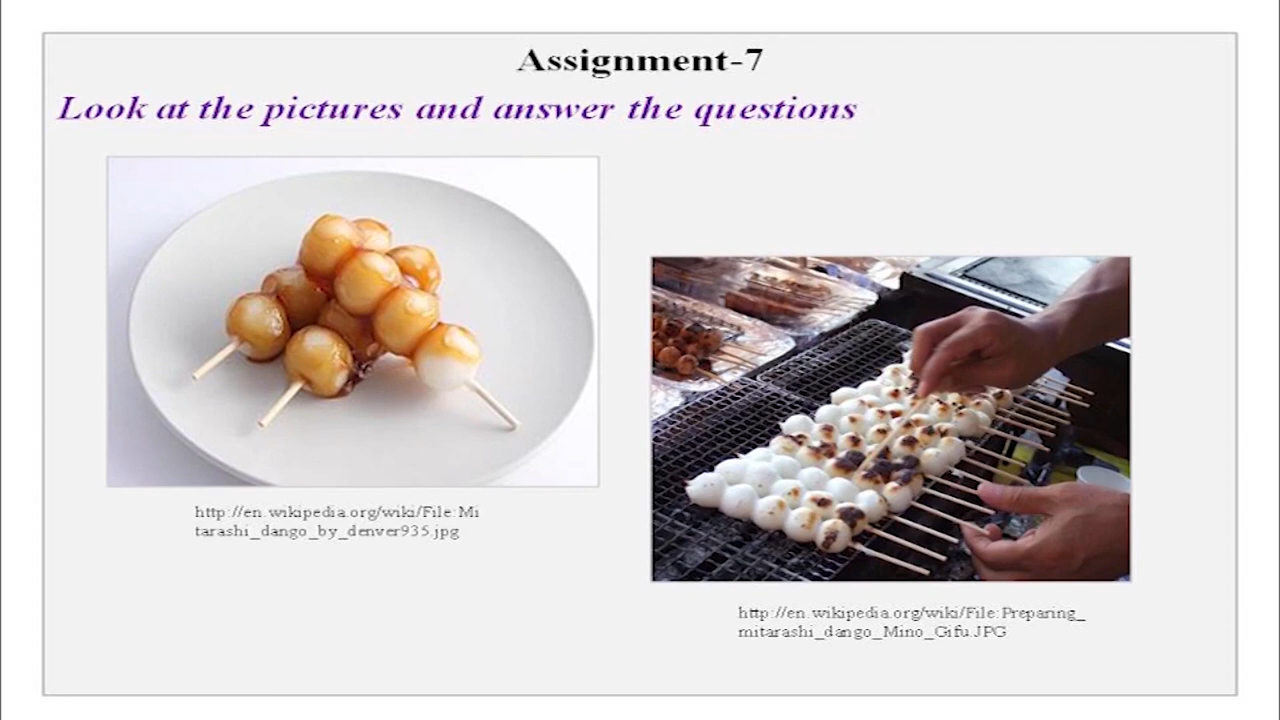 Assignment-7
Look at the pictures and answer the questions
http://en.wikipedia.org/wiki/File:Mi
tarashi_dango_by_denver935.jpg
http://en.wikipedia.org/wiki/File:Preparing_
mitarashi_dango_Mino_Gifu.JPG